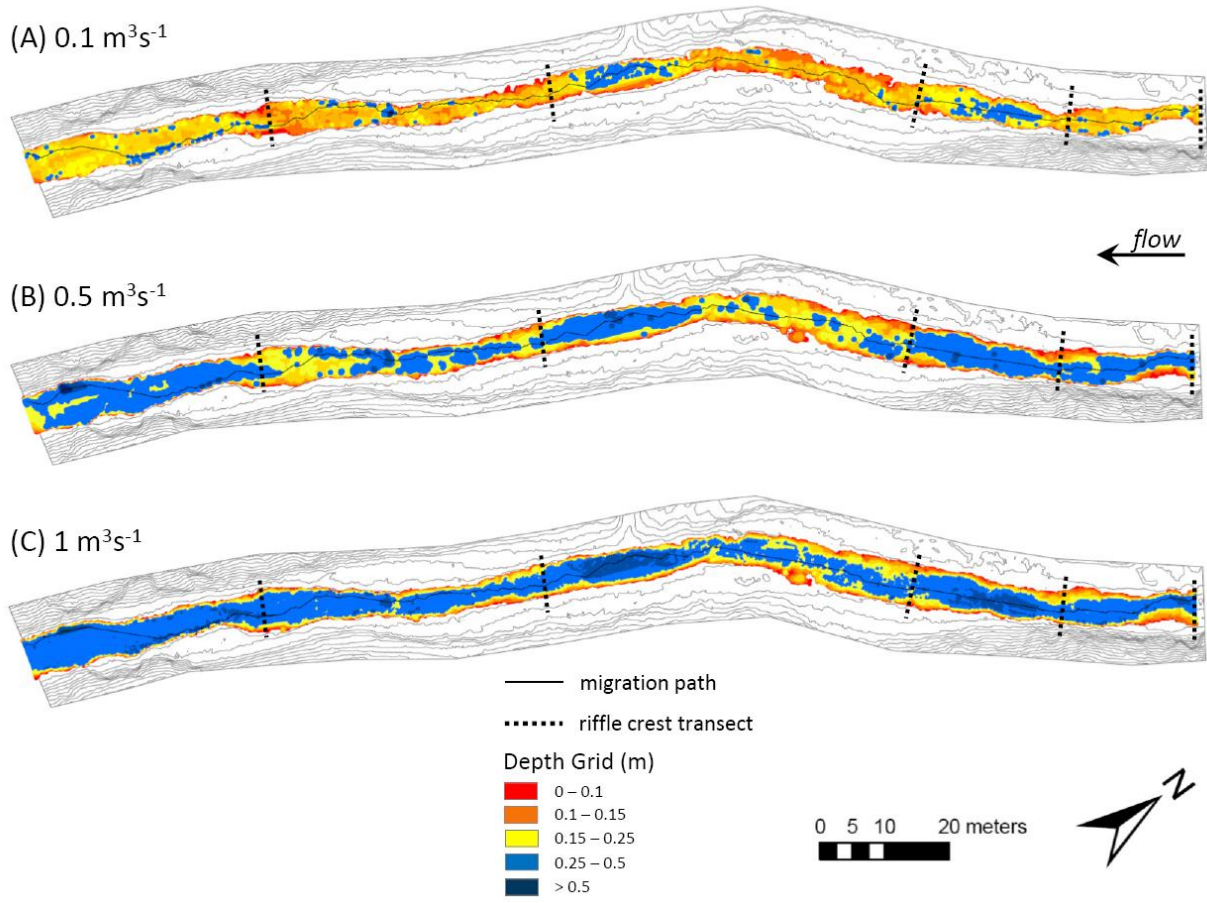 (A) 0.1 m³s⁻¹
flow
(B) 0.5 m³s⁻¹
(C) 1 m³s⁻¹
migration path
riffle crest transect
Depth Grid (m)
0 – 0.1
0.1 – 0.15
0.15 – 0.25
0.25 – 0.5
> 0.5
0 5 10 20 meters
N